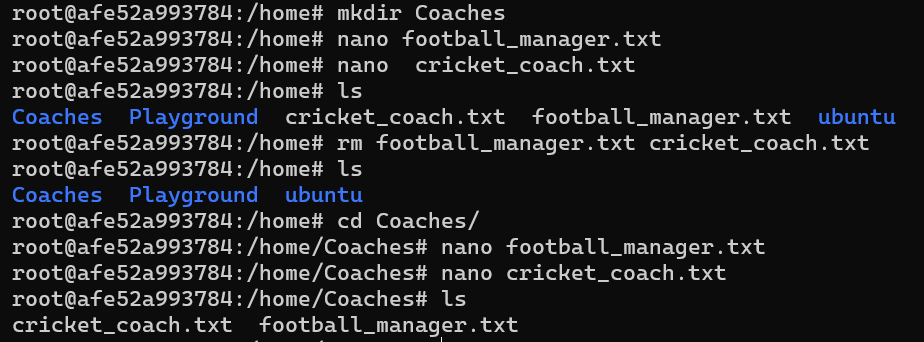 root@afe52a993784:/home# mkdir Coaches
root@afe52a993784:/home# nano football_manager.txt
root@afe52a993784:/home# nano  cricket_coach.txt
root@afe52a993784:/home# ls
Coaches  Playground  cricket_coach.txt  football_manager.txt  ubuntu
root@afe52a993784:/home# rm football_manager.txt cricket_coach.txt
root@afe52a993784:/home# ls
Coaches  Playground  ubuntu
root@afe52a993784:/home# cd Coaches/
root@afe52a993784:/home/Coaches# nano football_manager.txt
root@afe52a993784:/home/Coaches# nano cricket_coach.txt
root@afe52a993784:/home/Coaches# ls
cricket_coach.txt  football_manager.txt